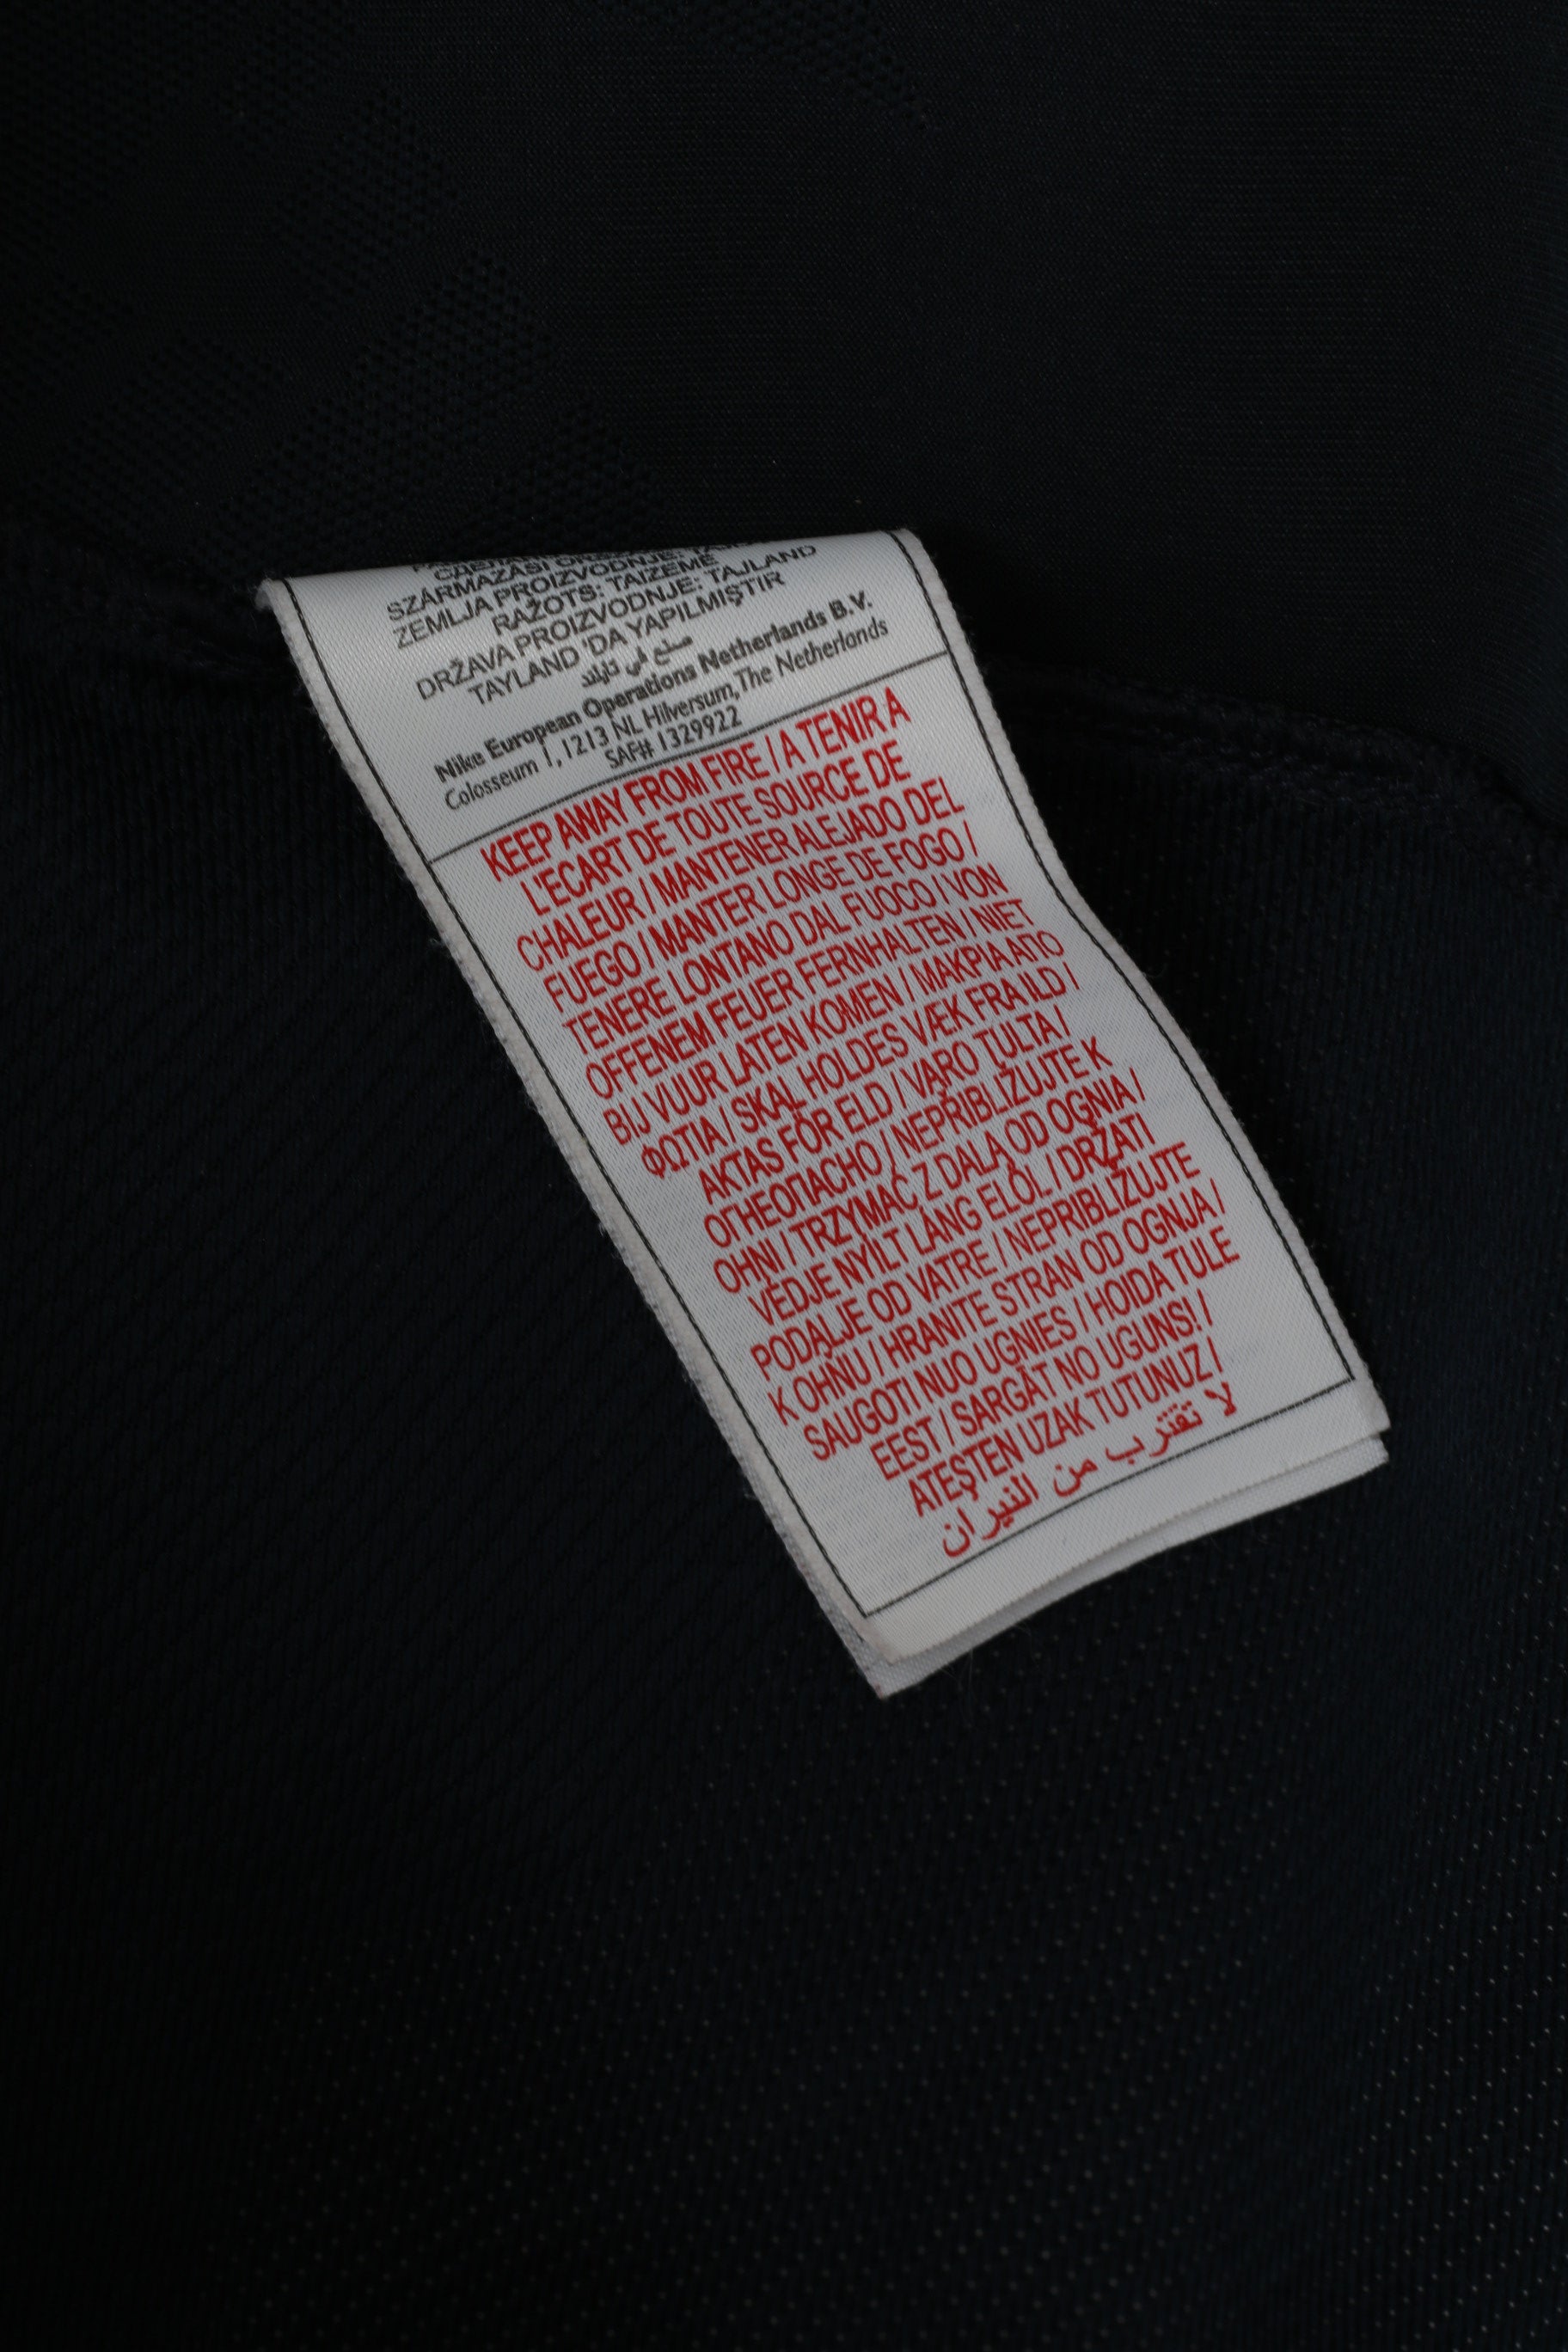 SZÁRMAZÁSI ORSZÁG:
ZEMLJA PROIZVODNJE: TAJLAND
RAŽOTS: TAIZEME
DRŽAVA PROIZVODNJE: TAJLAND
TAYLAND 'DA YAPILMIŞTIR
صنع في تايلند
Nike European Operations Netherlands B.V.
Colosseum 1, 1213 NL Hilversum,The Netherlands
SAF# 1329922
KEEP AWAY FROM FIRE / A TENIR A
L'ECART DE TOUTE SOURCE DE
CHALEUR / MANTENER ALEJADO DEL
FUEGO / MANTER LONGE DE FOGO /
TENERE LONTANO DAL FUOCO / VON
OFFENEM FEUER FERNHALTEN / NIET
BIJ VUUR LATEN KOMEN / ΜΑΚΡΙΑ ΑΠΟ
ΦΩΤΙΑ / SKAL HOLDES VÆK FRA ILD /
AKTAS FÖR ELD / VARO TULTA /
ОГНЕОПАСНО / NEPŘIBLIŽUJTE K
OHNI / TRZYMAĆ Z DALA OD OGNIA /
VÉDJE NYÍLT LÁNG ELŐL / DRŽATI
PODALJE OD VATRE / NEPRIBLIŽUJTE
K OHŇU / HRANITE STRAN OD OGNJA /
SAUGOTI NUO UGNIES / HOIDA TULE
EEST / SARGĀT NO UGUNS! /
ATEŞTEN UZAK TUTUNUZ /
لا تقترب من النيران